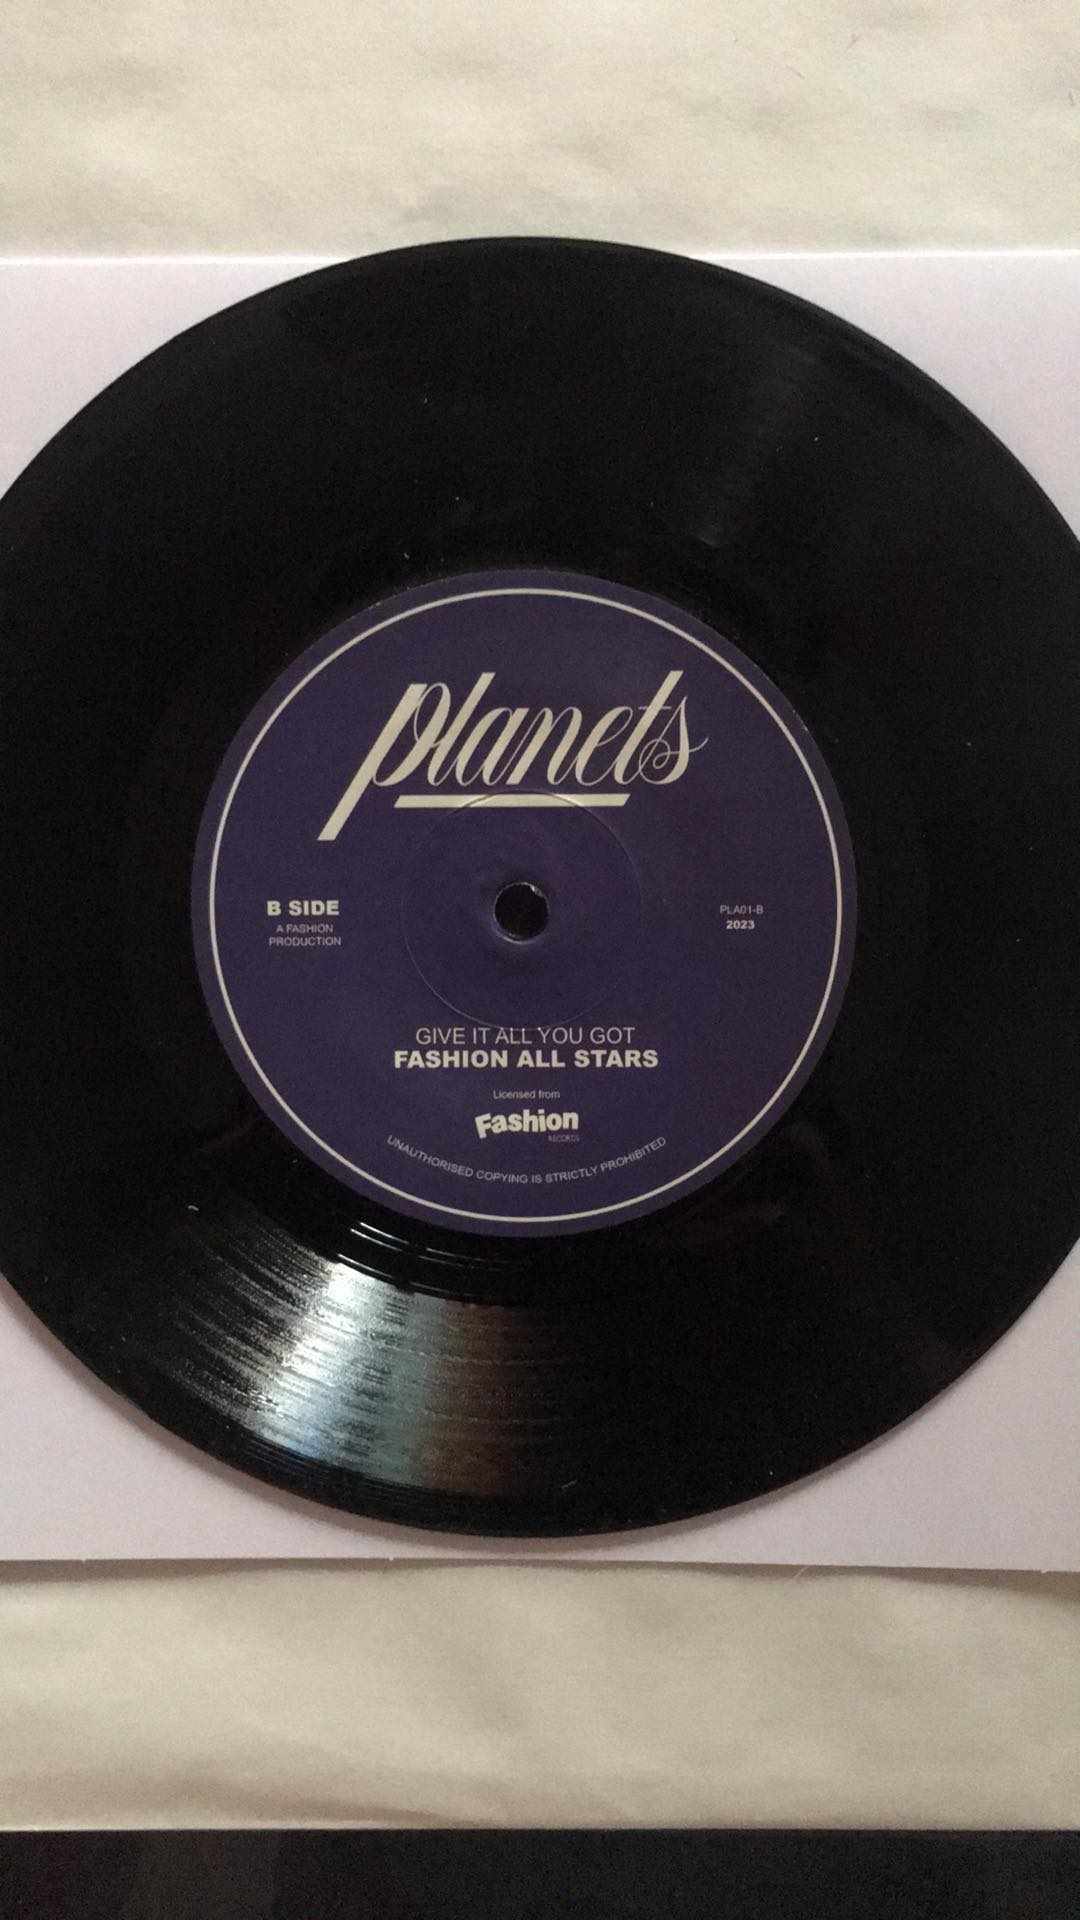 planets
B SIDE
A FASHION
PRODUCTION
PLA01-B
2023
GIVE IT ALL YOU GOT
FASHION ALL STARS
Licensed from
Fashion
RECORDS
UNAUTHORISED COPYING IS STRICTLY PROHIBITED